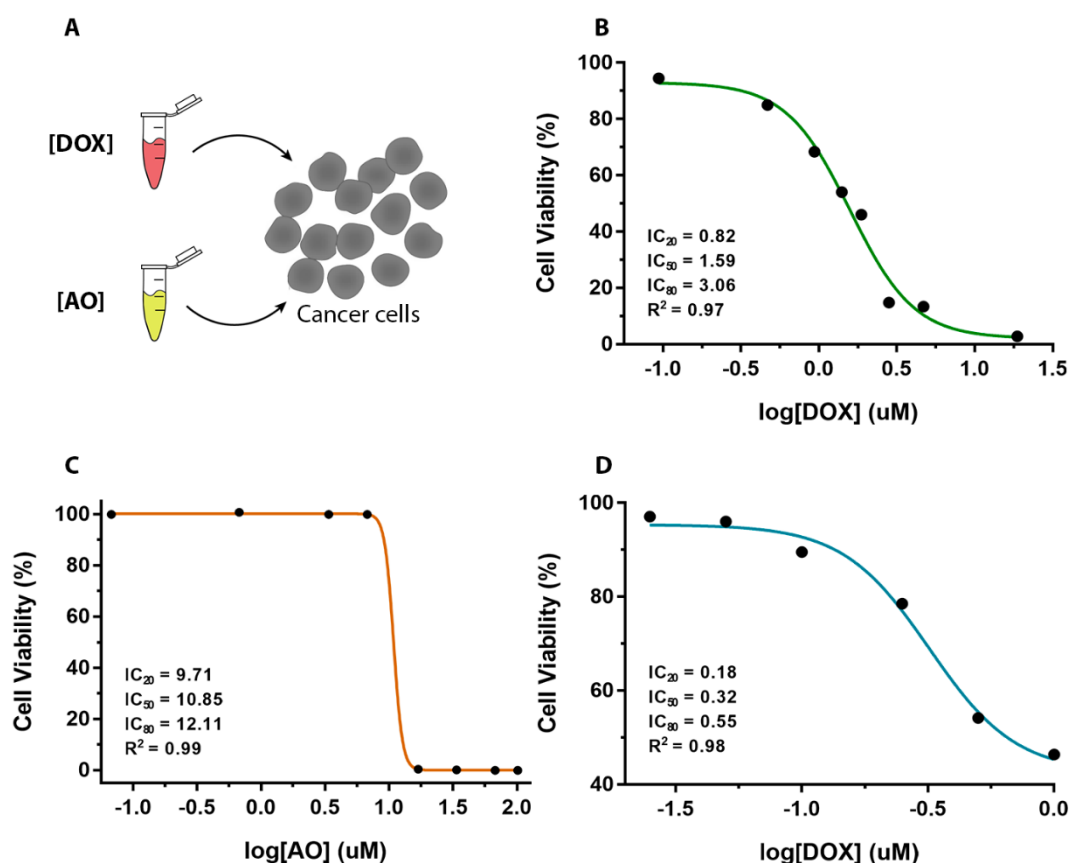 A
[DOX]
[AO]
Cancer cells
B
Cell Viability (%)
100
80
60
40
20
0
IC20 = 0.82
IC50 = 1.59
IC80 = 3.06
R2 = 0.97
-1.0 -0.5 0.0 0.5 1.0 1.5
log[DOX] (uM)
C
Cell Viability (%)
100
80
60
40
20
0
IC20 = 9.71
IC50 = 10.85
IC80 = 12.11
R2 = 0.99
-1.0 -0.5 0.0 0.5 1.0 1.5 2.0
log[AO] (uM)
D
Cell Viability (%)
100
80
60
40
IC20 = 0.18
IC50 = 0.32
IC80 = 0.55
R2 = 0.98
-1.5 -1.0 -0.5 0.0
log[DOX] (uM)